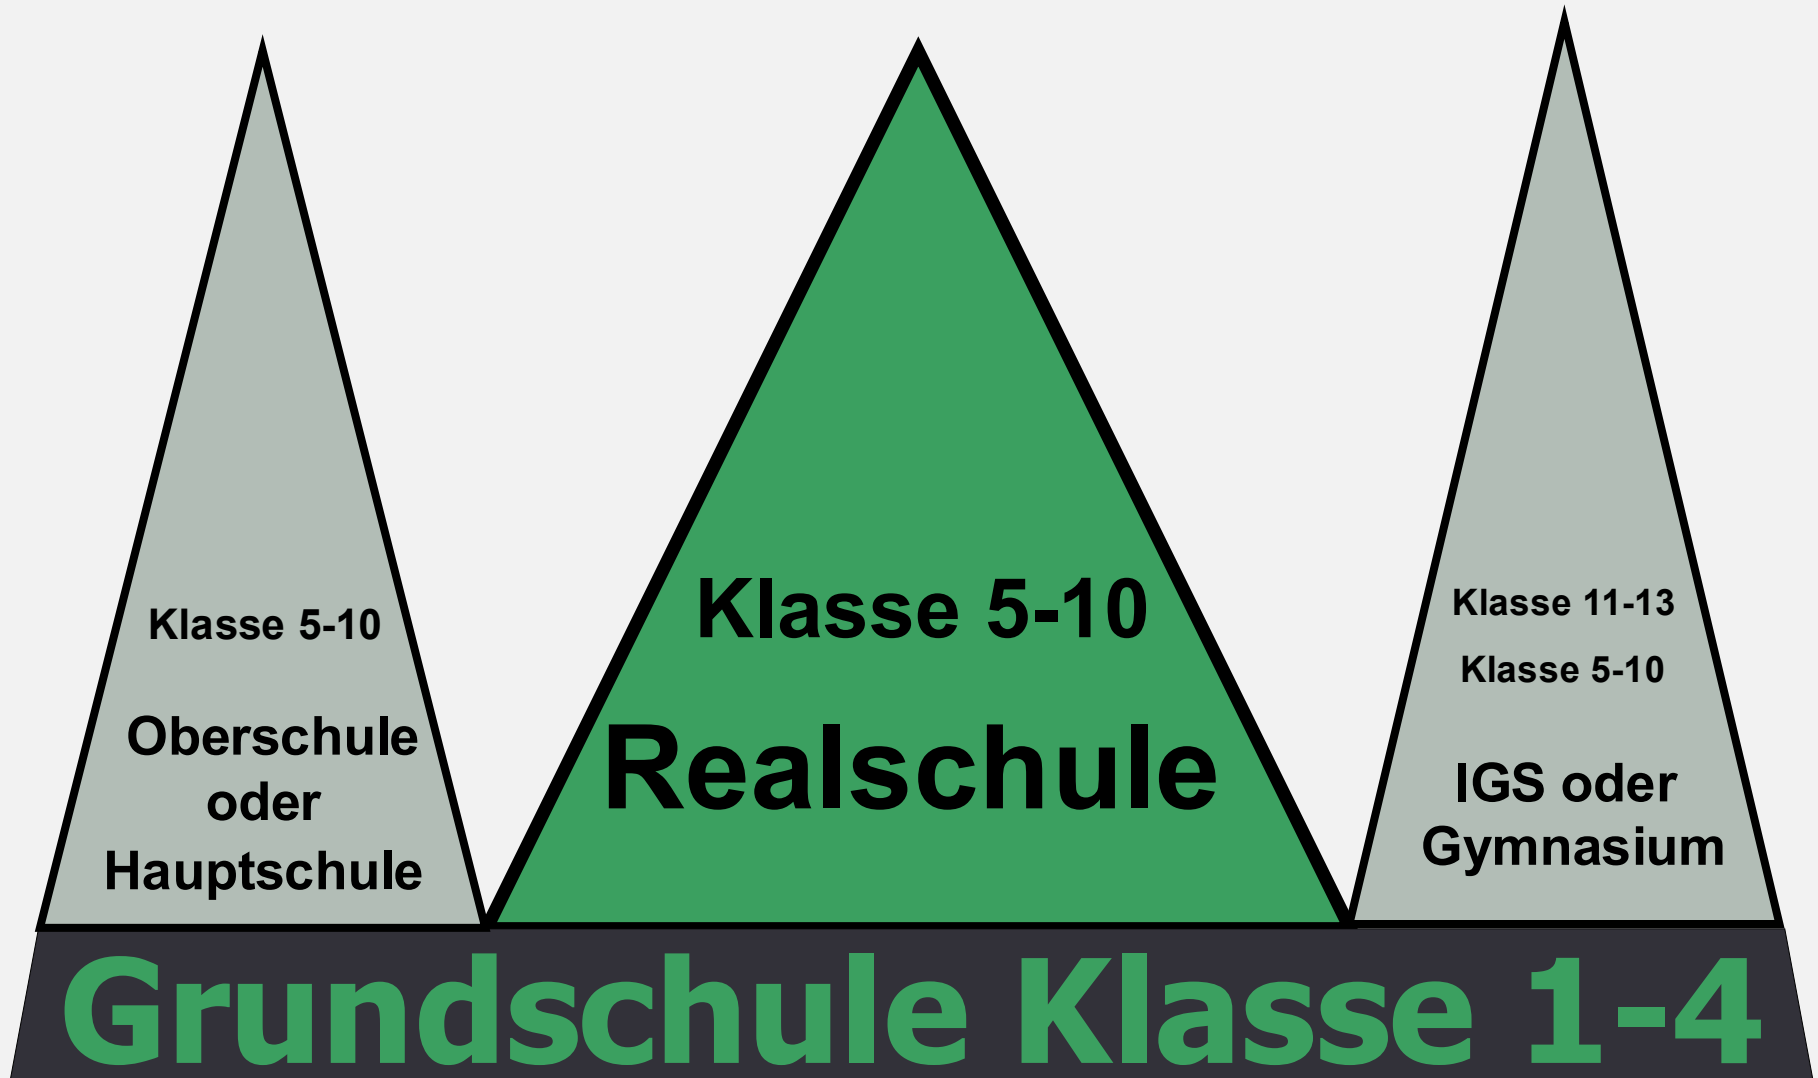 Klasse 5-10
Oberschule
oder
Hauptschule
Klasse 5-10
Realschule
Klasse 11-13
Klasse 5-10
IGS oder
Gymnasium
Grundschule Klasse 1-4